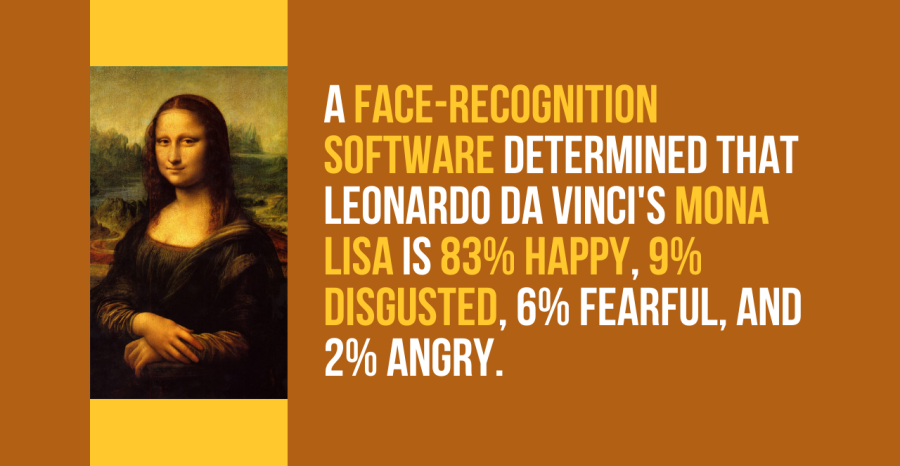 A FACE-RECOGNITION
SOFTWARE DETERMINED THAT
LEONARDO DA VINCI'S MONA
LISA IS 83% HAPPY, 9%
DISGUSTED, 6% FEARFUL, AND
2% ANGRY.